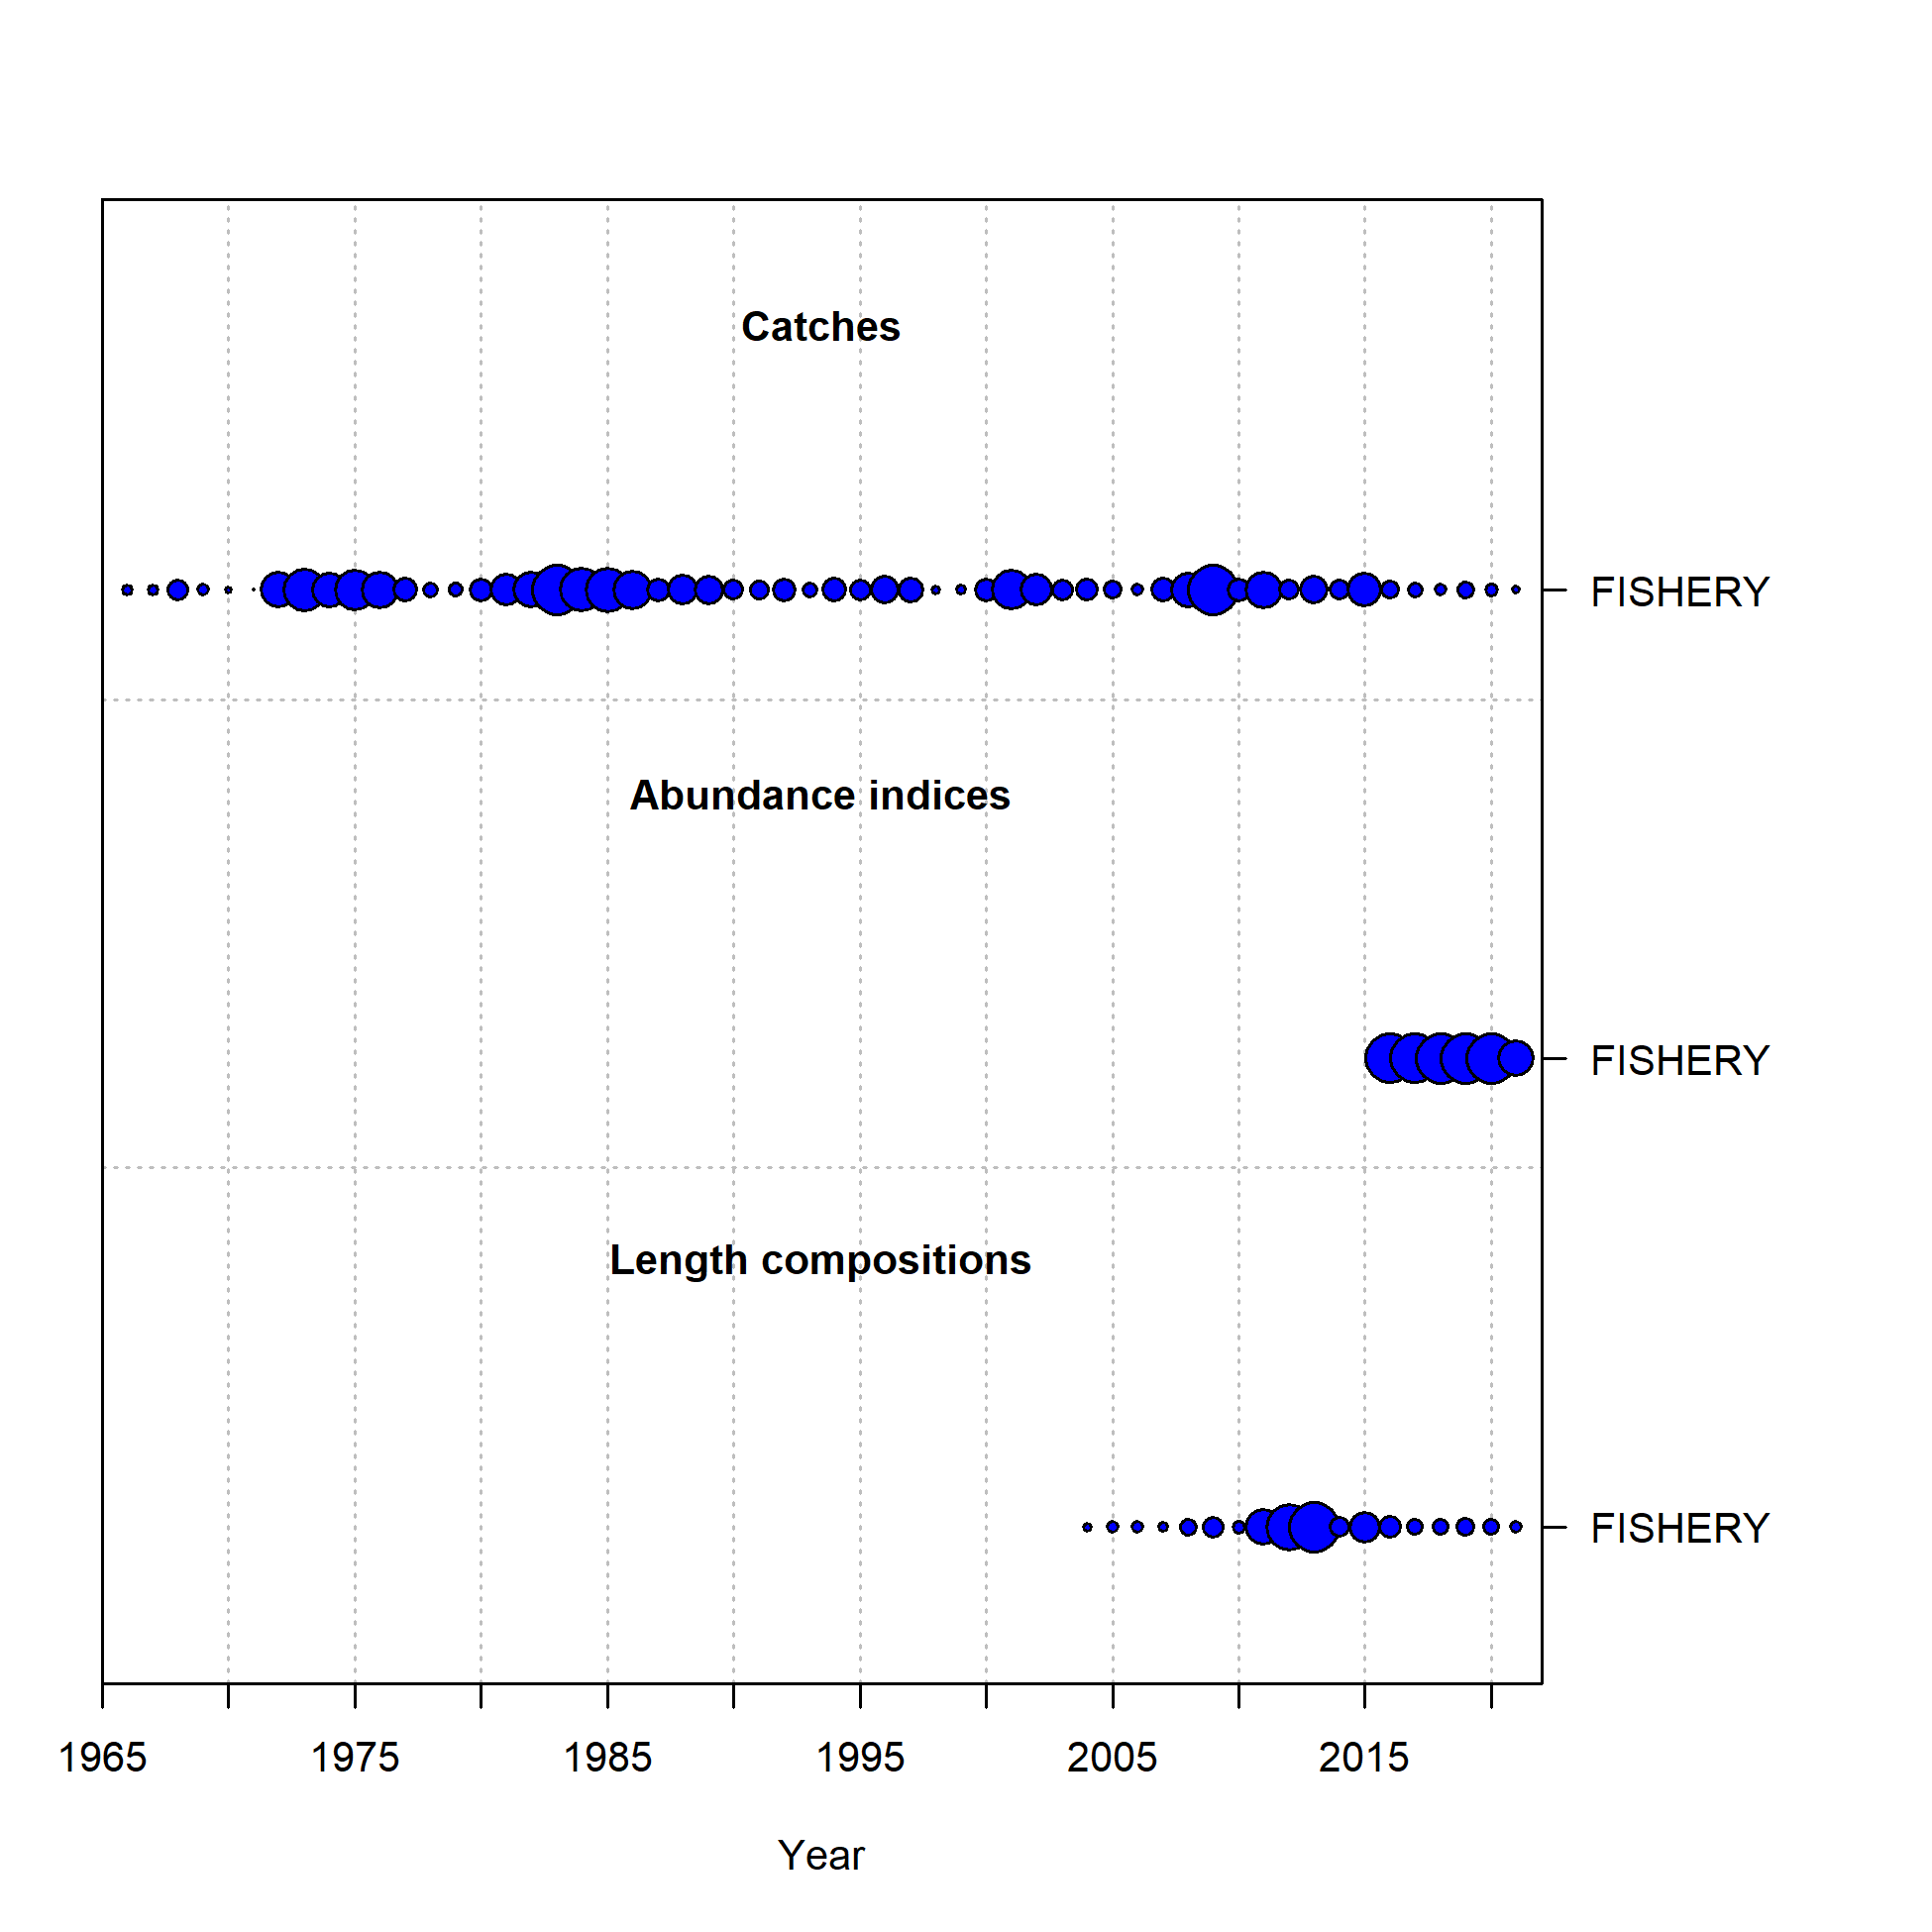 Catches
FISHERY
Abundance indices
FISHERY
Length compositions
FISHERY
1965 1975 1985 1995 2005 2015
Year